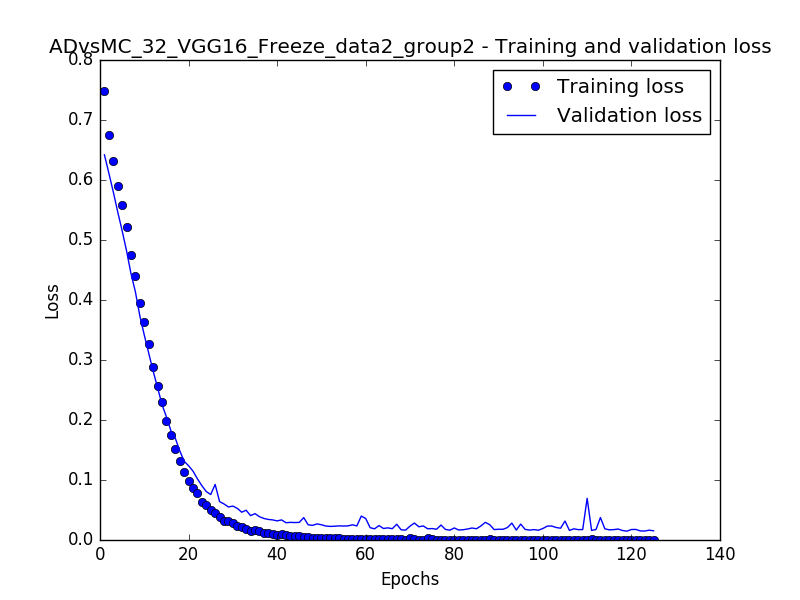 ADvsMC_32_VGG16_Freeze_data2_group2 - Training and validation loss
Training loss
Validation loss
0.8
0.7
0.6
0.5
0.4
0.3
0.2
0.1
0.0
Loss
0 20 40 60 80 100 120 140
Epochs